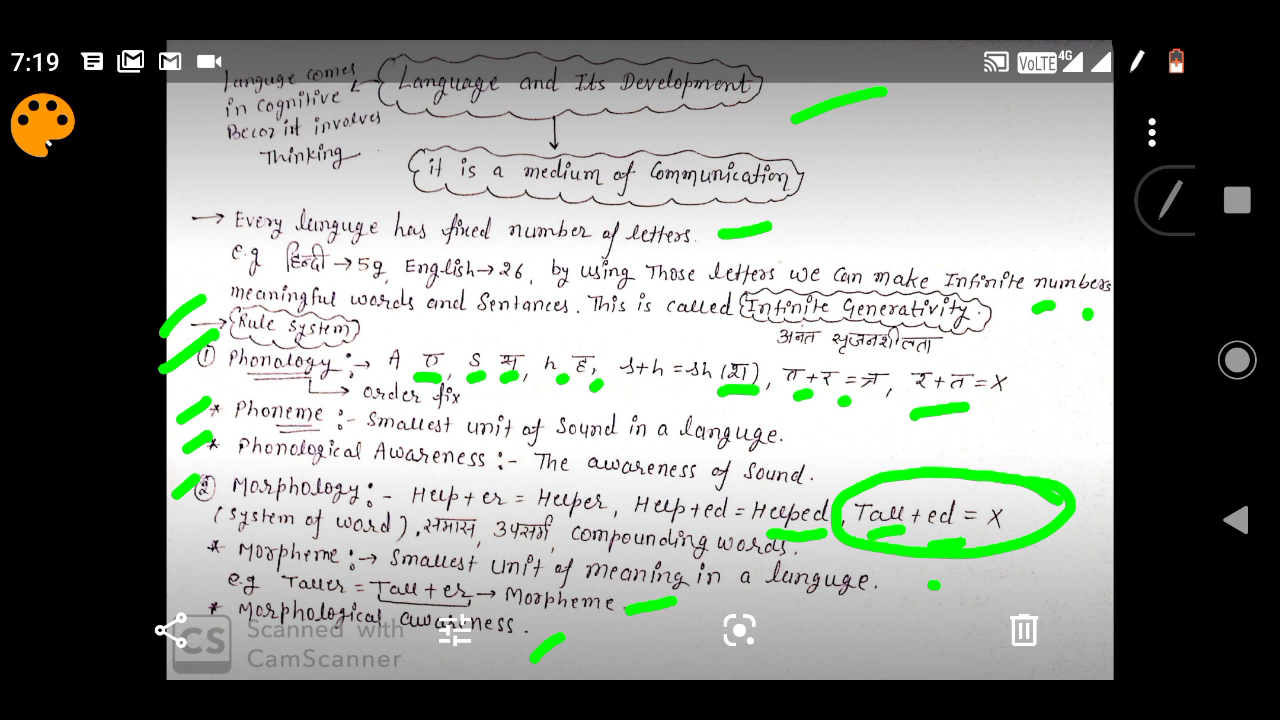 7:19
VoLTE 4G
Languge comes
in Cognitive
Becoz it involves
Thinking
Language and Its Development
it is a medium of Communication
→ Every languge has fixed number of letters.
e.g हिन्दी → 59, English → 26, by using Those letters we can make Infinite numbers
meaningful words and Sentances. This is called Infinite Generativity.
अनंत सृजनशीलता
→ Rule System
① Phonology :→ A
S स, h ह, s+h = sh (श), त + र = त्र, र + त = X
order fix
* Phoneme :- Smallest unit of Sound in a languge.
* Phonological Awareness :- The awareness of Sound.
② Morphology :- Help+er = Helper, Help+ed = Helped, Tall + ed = X
(System of word). समास, उपसर्ग, compounding words.
* Morpheme :→ Smallest unit of meaning in a languge.
e.g Taller = Tall + er → Morpheme.
* Morphological awareness.
CS Scanned with
CamScanner